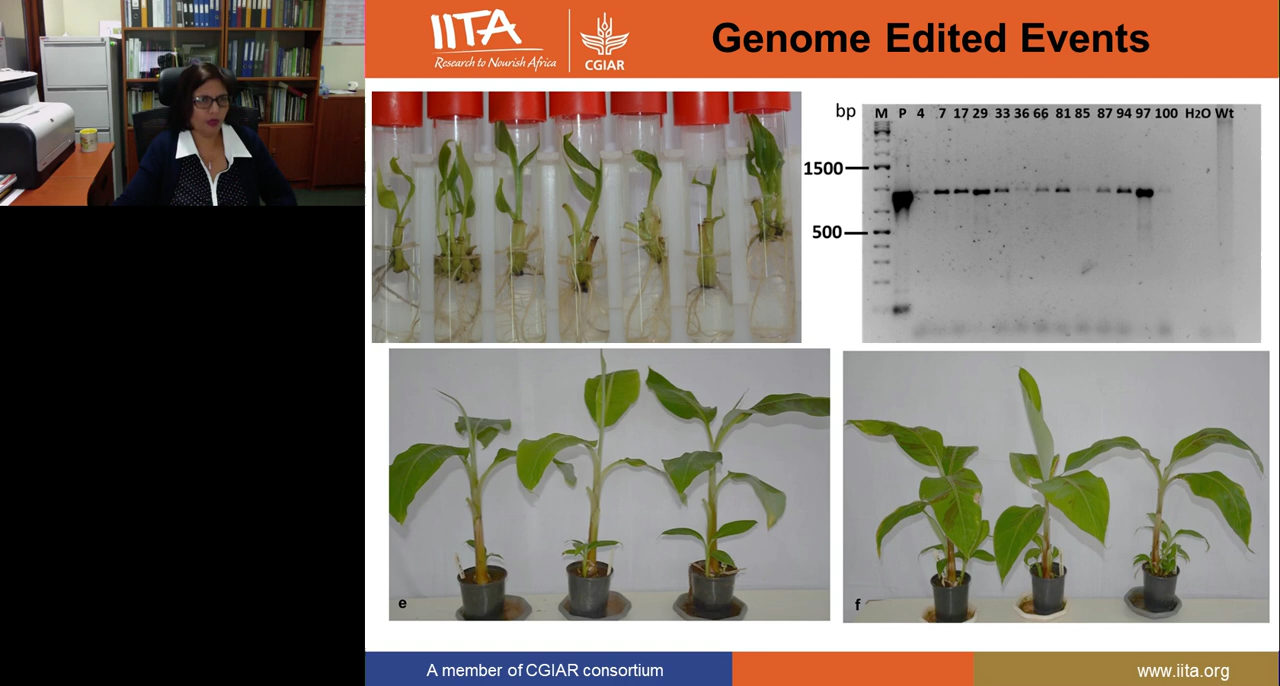 IITA
Research to Nourish Africa
CGIAR
Genome Edited Events
bp
M P 4 7 17 29 33 36 66 81 85 87 94 97 100 H2O Wt
1500
500
e
f
A member of CGIAR consortium
www.iita.org